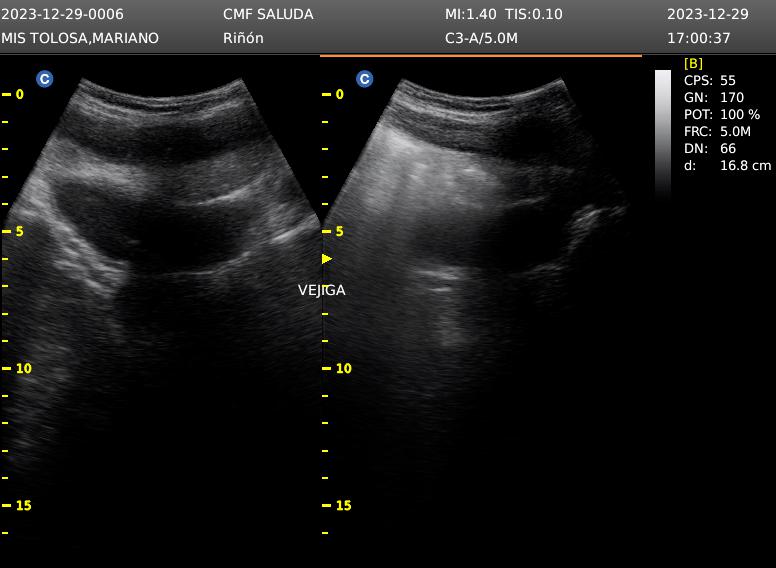 2023-12-29-0006 CMF SALUDA MI:1.40 TIS:0.10 2023-12-29
MIS TOLOSA,MARIANO Riñón C3-A/5.0M 17:00:37
C C
[B]
CPS: 55
GN: 170
POT: 100 %
FRC: 5.0M
DN: 66
d: 16.8 cm
0 0
5 5
VEJIGA
10 10
15 15